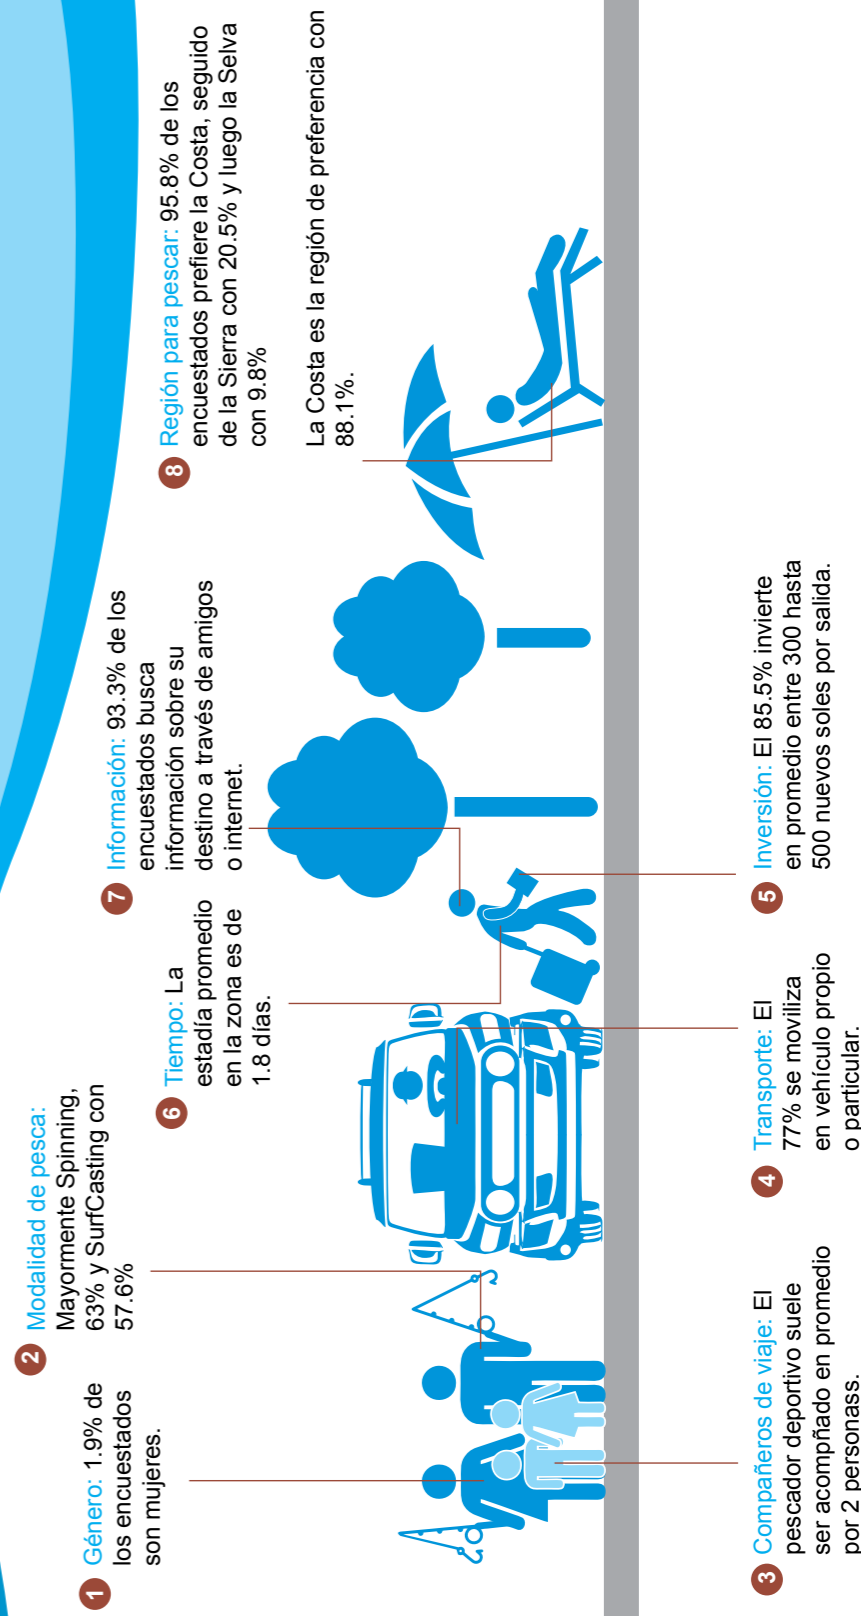 1 Género: 1.9% de
los encuestados
son mujeres.
2 Modalidad de pesca:
Mayormente Spinning,
63% y SurfCasting con
57.6%
3 Compañeros de viaje: El
pescador deportivo suele
ser acompñado en promedio
por 2 personass.
4 Transporte: El
77% se moviliza
en vehículo propio
o particular.
5 Inversión: El 85.5% invierte
en promedio entre 300 hasta
500 nuevos soles por salida.
6 Tiempo: La
estadía promedio
en la zona es de
1.8 días.
7 Información: 93.3% de los
encuestados busca
información sobre su
destino a través de amigos
o internet.
8 Región para pescar: 95.8% de los
encuestados prefiere la Costa, seguido
de la Sierra con 20.5% y luego la Selva
con 9.8%
La Costa es la región de preferencia con
88.1%.